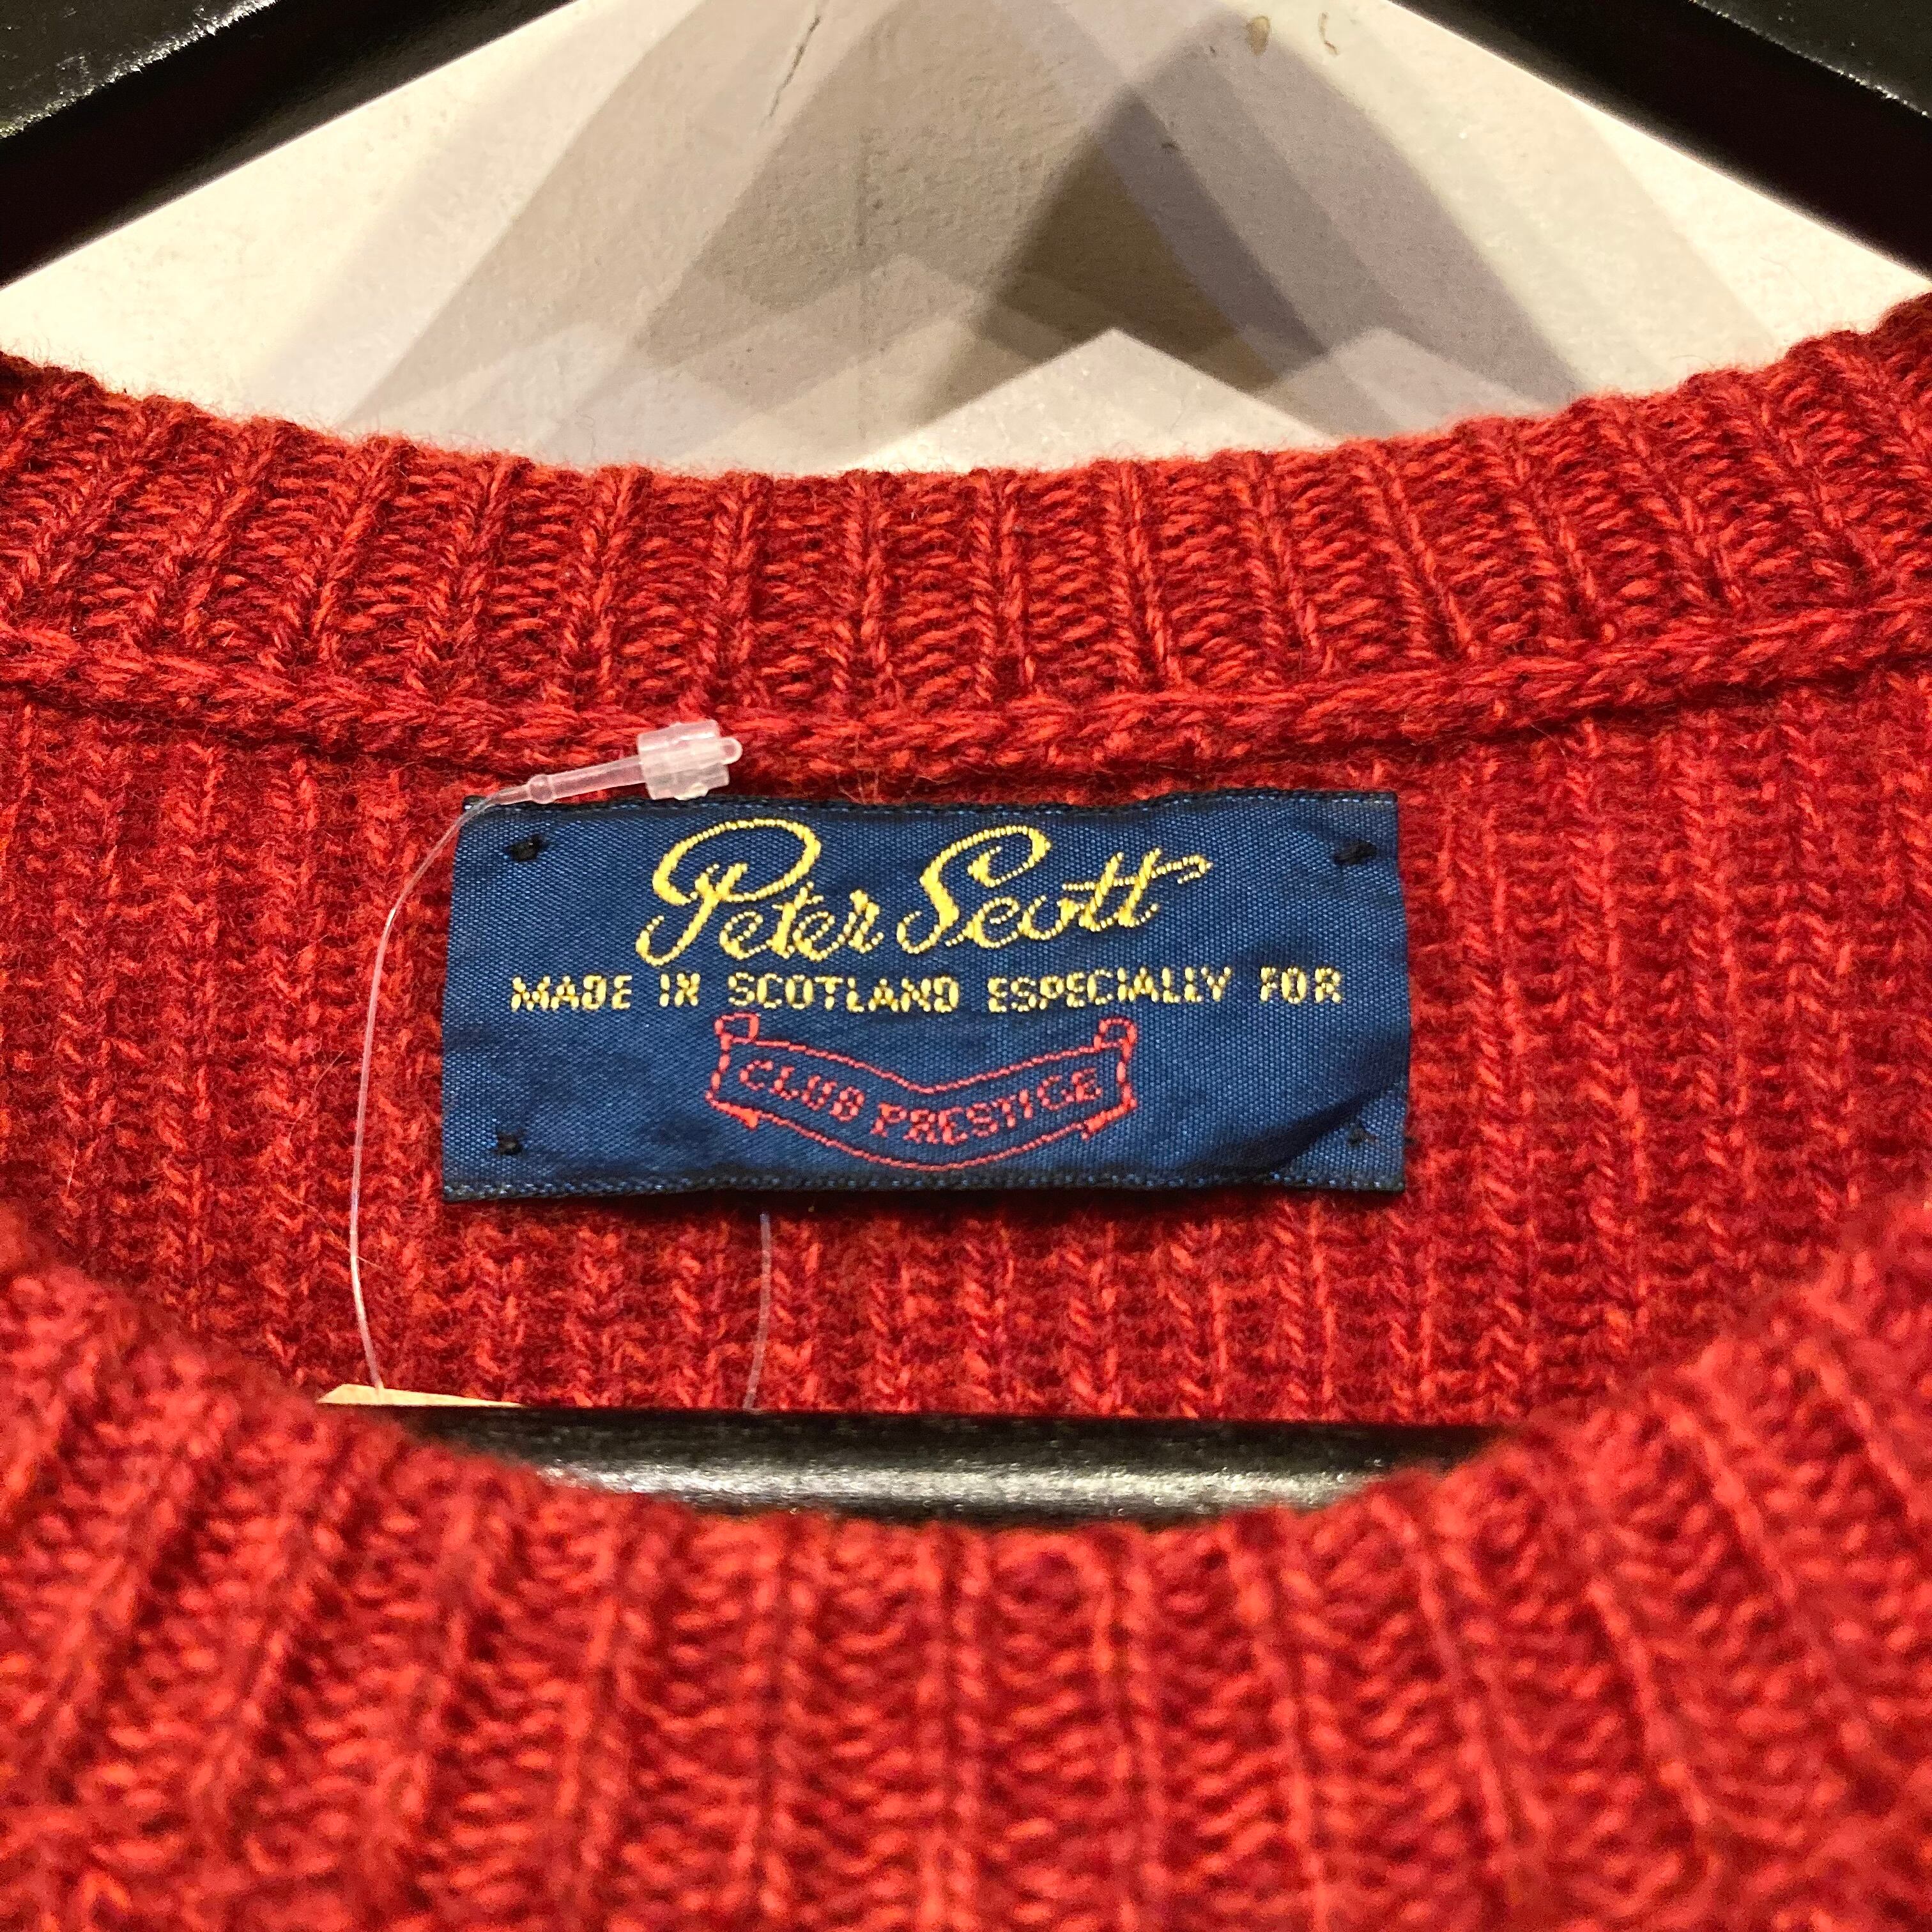 Peter Scott
MADE IN SCOTLAND ESPECIALLY FOR
CLUB PRESTIGE